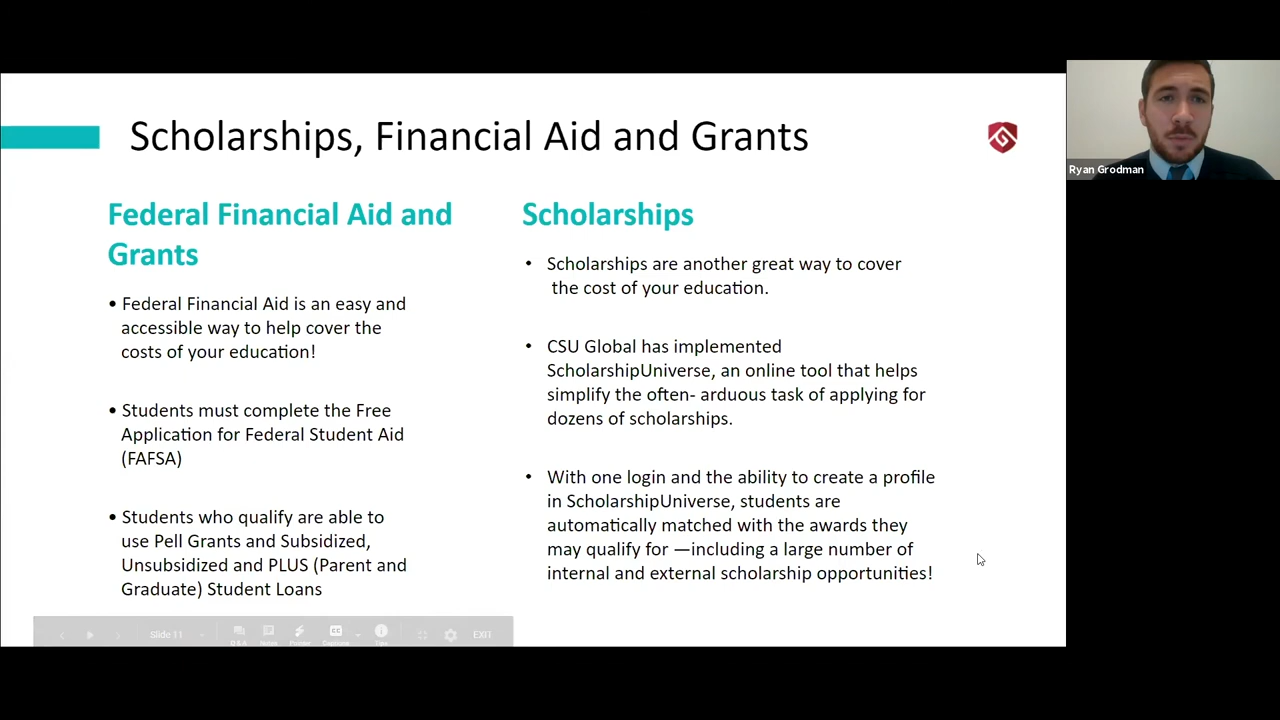 Scholarships, Financial Aid and Grants
Ryan Grodman
Federal Financial Aid and
Grants
• Federal Financial Aid is an easy and
accessible way to help cover the
costs of your education!
• Students must complete the Free
Application for Federal Student Aid
(FAFSA)
• Students who qualify are able to
use Pell Grants and Subsidized,
Unsubsidized and PLUS (Parent and
Graduate) Student Loans
Scholarships
• Scholarships are another great way to cover
the cost of your education.
• CSU Global has implemented
ScholarshipUniverse, an online tool that helps
simplify the often- arduous task of applying for
dozens of scholarships.
• With one login and the ability to create a profile
in ScholarshipUniverse, students are
automatically matched with the awards they
may qualify for —including a large number of
internal and external scholarship opportunities!
Slide 11
CC
EXIT
Q & A
Notes
Pointer
Captions
Tips